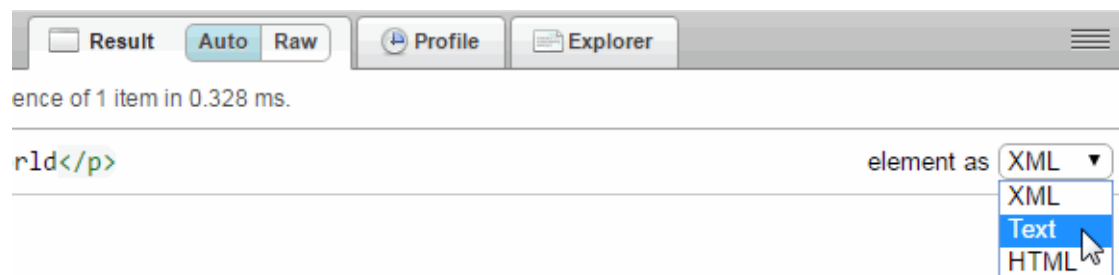 Result Auto Raw Profile Explorer
ence of 1 item in 0.328 ms.
rld</p> element as XML
XML
Text
HTML